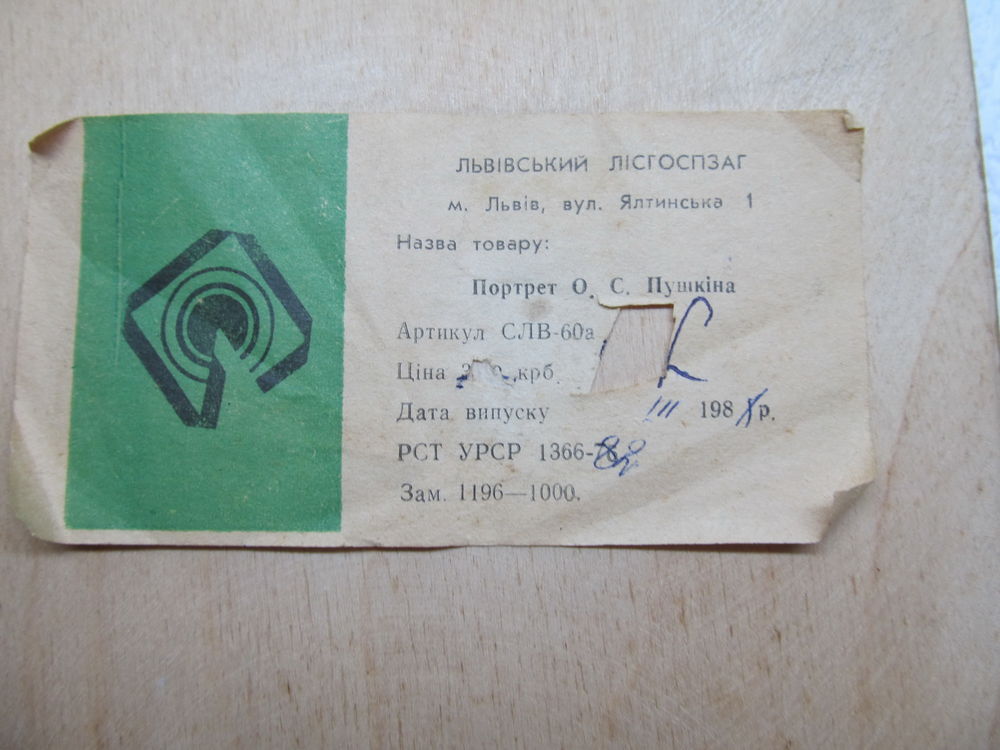 ЛЬВІВСЬКИЙ ЛІСГОСПЗАГ
м. Львів, вул. Ялтинська 1
Назва товару:
Портрет О. С. Пушкіна
Артикул СЛВ-60а
Ціна крб.
Дата випуску III 198 р.
РСТ УРСР 1366-
Зам. 1196—1000.